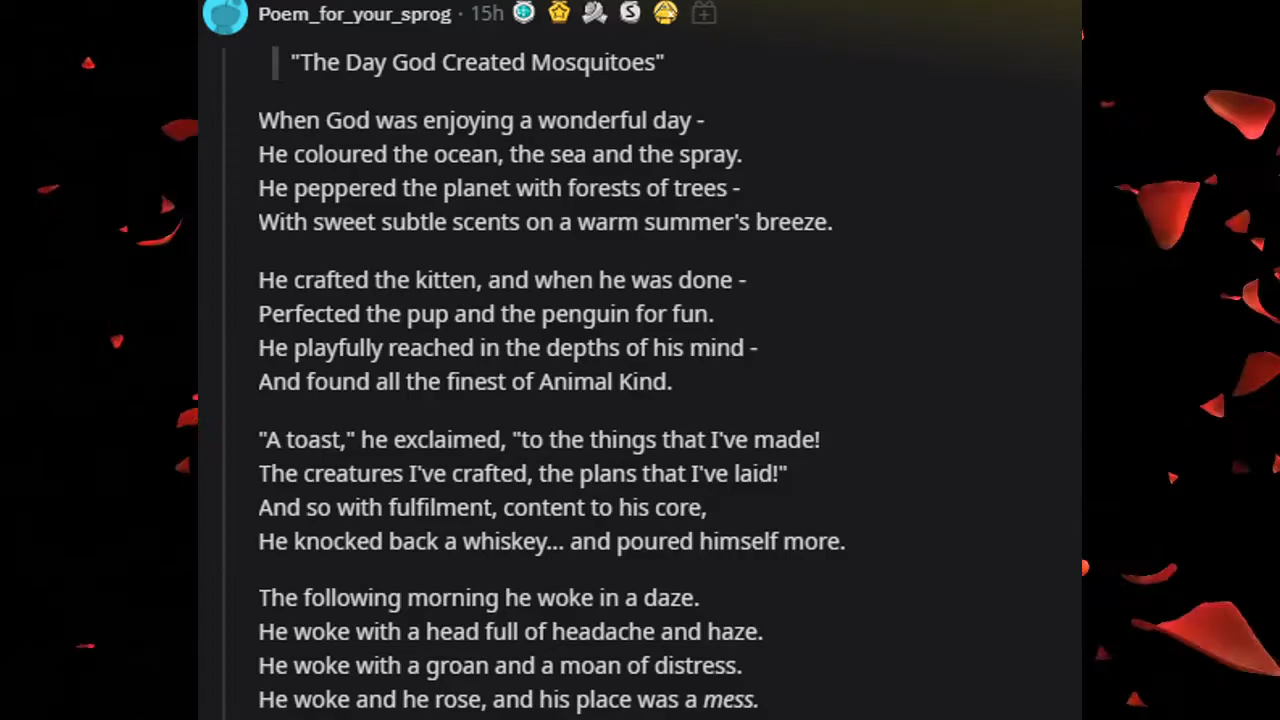 Poem_for_your_sprog · 15h
"The Day God Created Mosquitoes"
When God was enjoying a wonderful day -
He coloured the ocean, the sea and the spray.
He peppered the planet with forests of trees -
With sweet subtle scents on a warm summer's breeze.
He crafted the kitten, and when he was done -
Perfected the pup and the penguin for fun.
He playfully reached in the depths of his mind -
And found all the finest of Animal Kind.
"A toast," he exclaimed, "to the things that I've made!
The creatures I've crafted, the plans that I've laid!"
And so with fulfilment, content to his core,
He knocked back a whiskey... and poured himself more.
The following morning he woke in a daze.
He woke with a head full of headache and haze.
He woke with a groan and a moan of distress.
He woke and he rose, and his place was a mess.